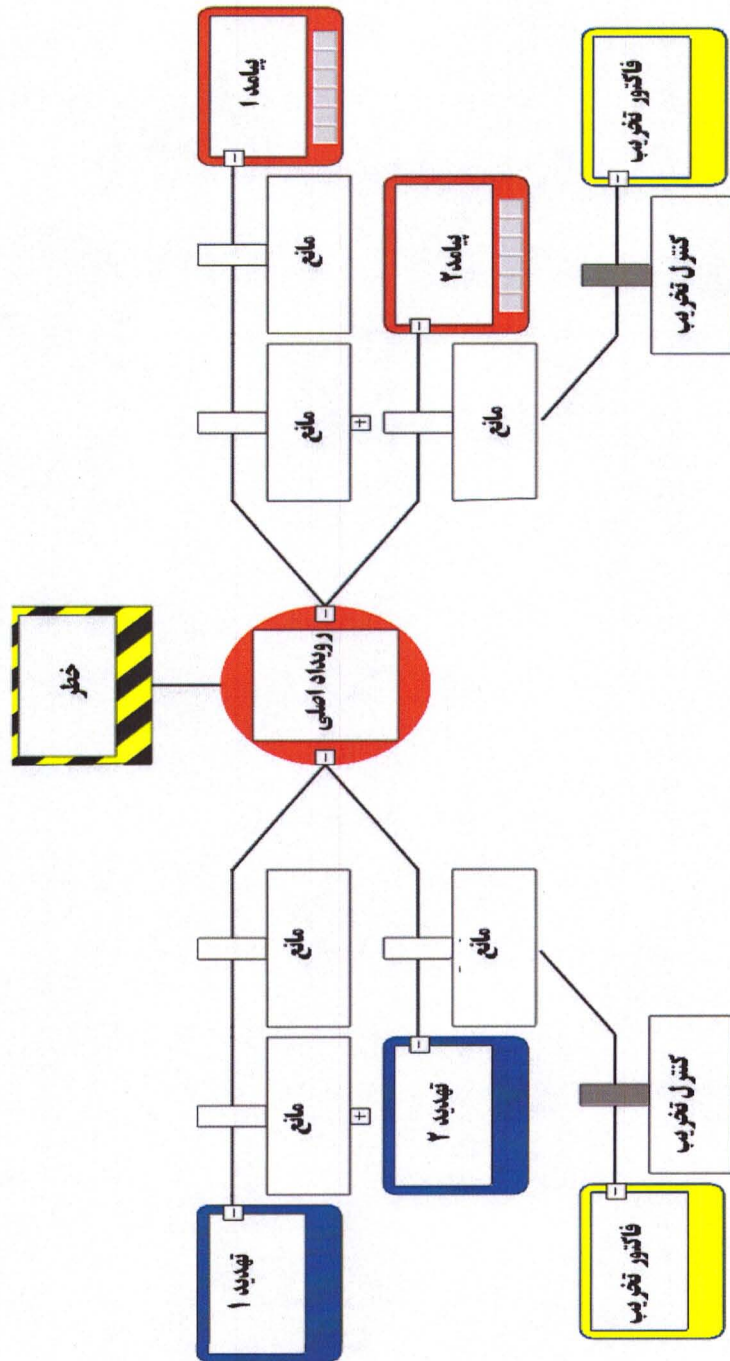 خطر
تهدید ۱
مانع
مانع
رویداد اصلی
مانع
مانع
پیامد ۱
تهدید ۲
مانع
مانع
پیامد ۲
فاکتور تخریب
کنترل تخریب
کنترل تخریب
فاکتور تخریب